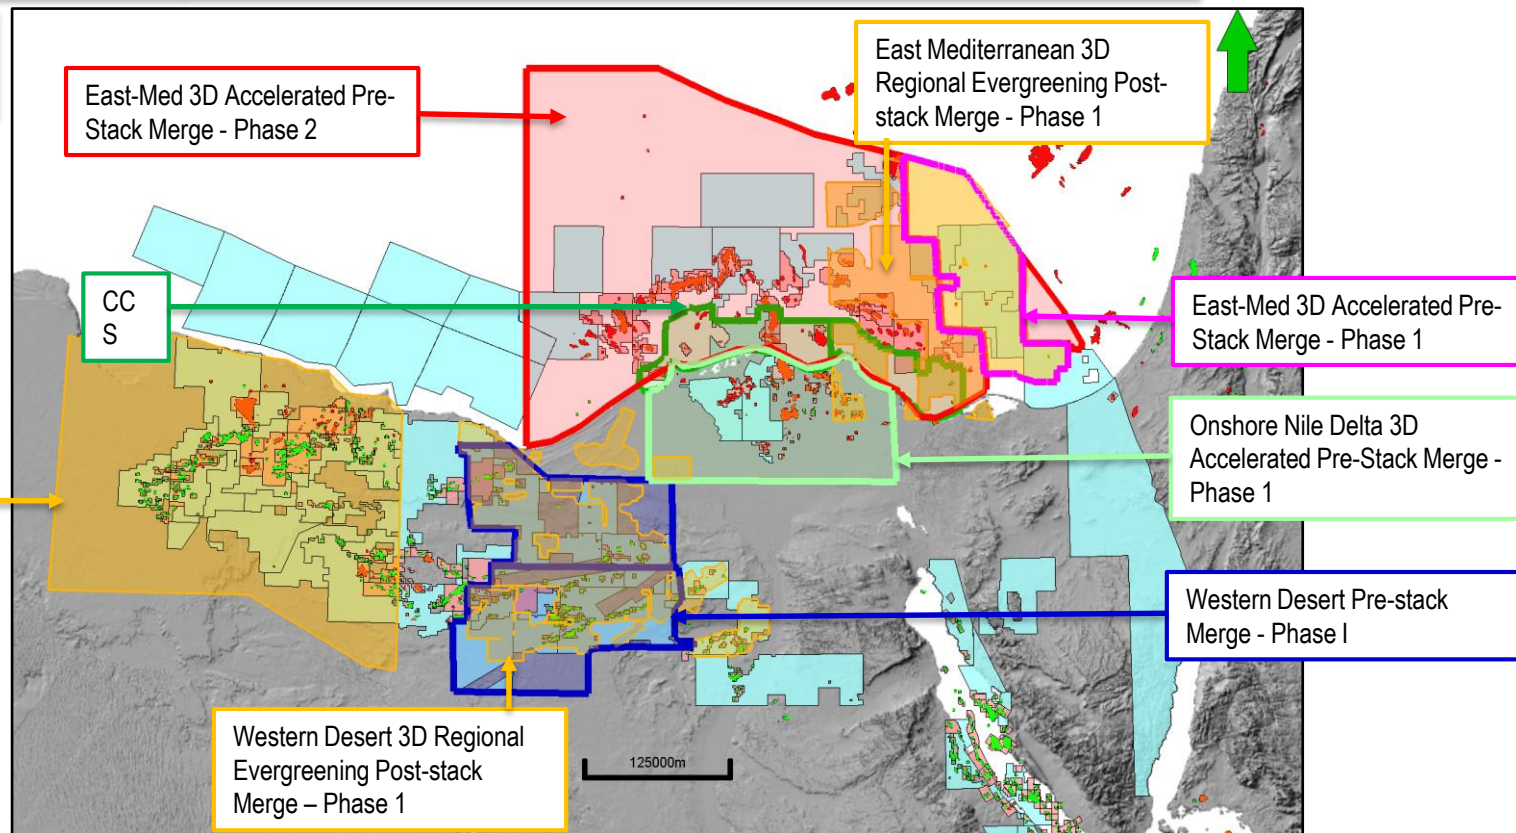 East Mediterranean 3D
Regional Evergreening Post-
stack Merge - Phase 1
East-Med 3D Accelerated Pre-
Stack Merge - Phase 2
CC
S
East-Med 3D Accelerated Pre-
Stack Merge - Phase 1
Onshore Nile Delta 3D
Accelerated Pre-Stack Merge -
Phase 1
Western Desert Pre-stack
Merge - Phase I
Western Desert 3D Regional
Evergreening Post-stack
Merge – Phase 1
125000m